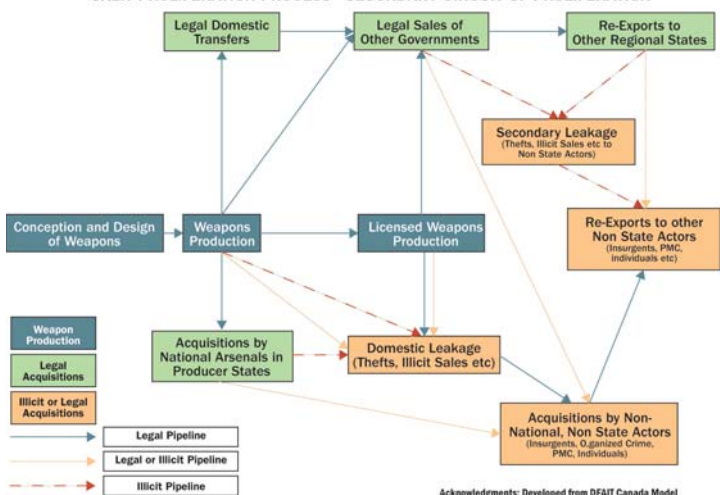 Legal Domestic
Transfers
Legal Sales of
Other Governments
Re-Exports to
Other Regional States
Secondary Leakage
(Thefts, Illicit Sales etc to
Non State Actors)
Conception and Design
of Weapons
Weapons
Production
Licensed Weapons
Production
Re-Exports to other
Non State Actors
(Insurgents, PMC,
individuals etc)
Weapon
Production
Legal
Acquisitions
Illicit or Legal
Acquisitions
Acquisitions by
National Arsenals in
Producer States
Domestic Leakage
(Thefts, Illicit Sales etc)
Acquisitions by Non-
National, Non State Actors
(Insurgents, O.rganized Crime,
PMC, Individuals)
Legal Pipeline
Legal or Illicit Pipeline
Illicit Pipeline
Acknowledgments: Developed from DFAIT Canada Model